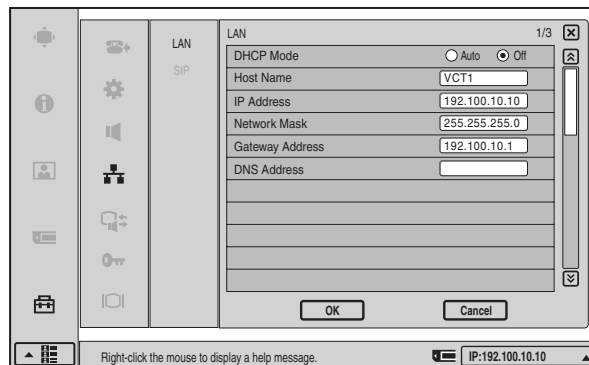 LAN
SIP
LAN 1/3
DHCP Mode Auto Off
Host Name VCT1
IP Address 192.100.10.10
Network Mask 255.255.255.0
Gateway Address 192.100.10.1
DNS Address
OK Cancel
Right-click the mouse to display a help message. IP:192.100.10.10